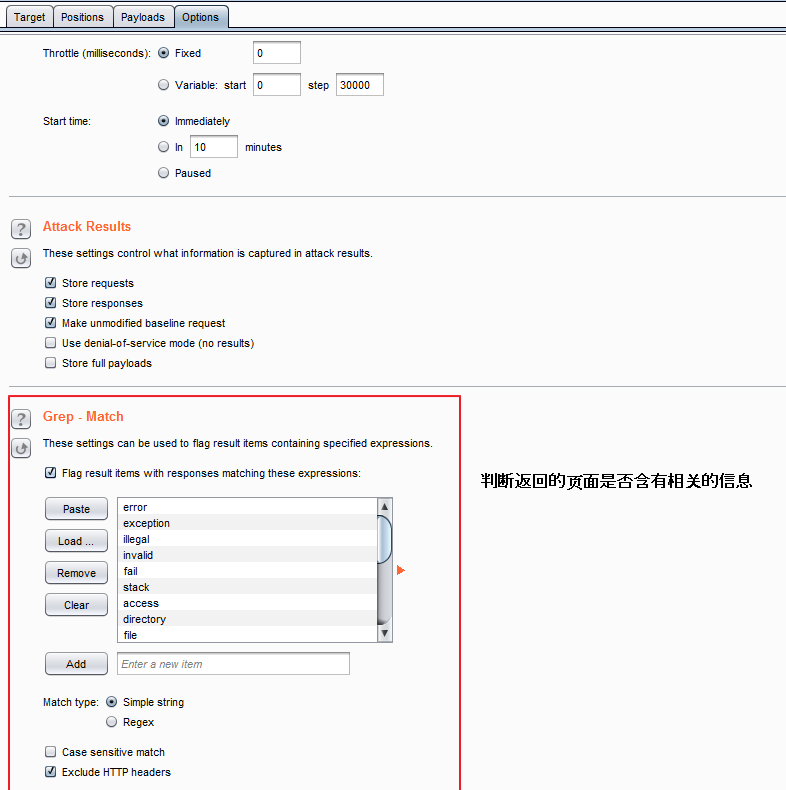 Target Positions Payloads Options
Throttle (milliseconds): Fixed 0
Variable: start 0 step 30000
Start time: Immediately
In 10 minutes
Paused
? Attack Results
These settings control what information is captured in attack results.
Store requests
Store responses
Make unmodified baseline request
Use denial-of-service mode (no results)
Store full payloads
? Grep - Match
These settings can be used to flag result items containing specified expressions.
Flag result items with responses matching these expressions:
判断返回的页面是否含有相关的信息
Paste error
exception
Load ... illegal
invalid
Remove fail
stack
Clear access
directory
file
Add Enter a new item
Match type: Simple string
Regex
Case sensitive match
Exclude HTTP headers